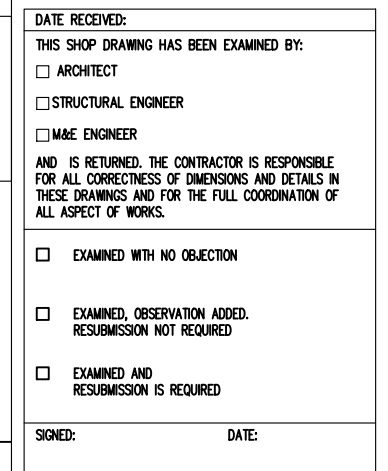 DATE RECEIVED:
THIS SHOP DRAWING HAS BEEN EXAMINED BY:
ARCHITECT
STRUCTURAL ENGINEER
M&E ENGINEER
AND IS RETURNED. THE CONTRACTOR IS RESPONSIBLE
FOR ALL CORRECTNESS OF DIMENSIONS AND DETAILS IN
THESE DRAWINGS AND FOR THE FULL COORDINATION OF
ALL ASPECT OF WORKS.
EXAMINED WITH NO OBJECTION
EXAMINED, OBSERVATION ADDED.
RESUBMISSION NOT REQUIRED
EXAMINED AND
RESUBMISSION IS REQUIRED
SIGNED: DATE: